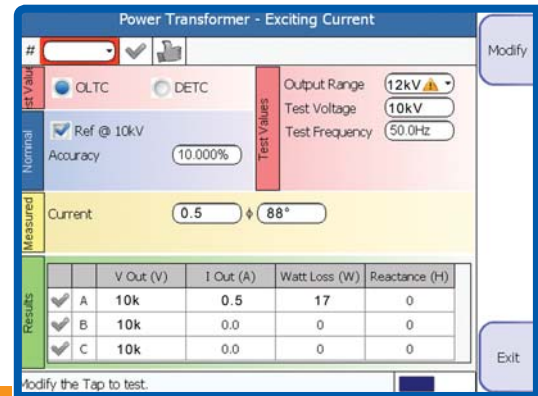 Power Transformer - Exciting Current
#
Modify
est Value
OLTC
DETC
Test Values
Output Range 12kV
Test Voltage 10kV
Test Frequency 50.0Hz
Nominal
Ref @ 10kV
Accuracy 10.000%
Measured
Current 0.5 ϕ 88°
Results
V Out (V) I Out (A) Watt Loss (W) Reactance (H)
A 10k 0.5 17 0
B 10k 0.0 0 0
C 10k 0.0 0 0
Exit
Modify the Tap to test.